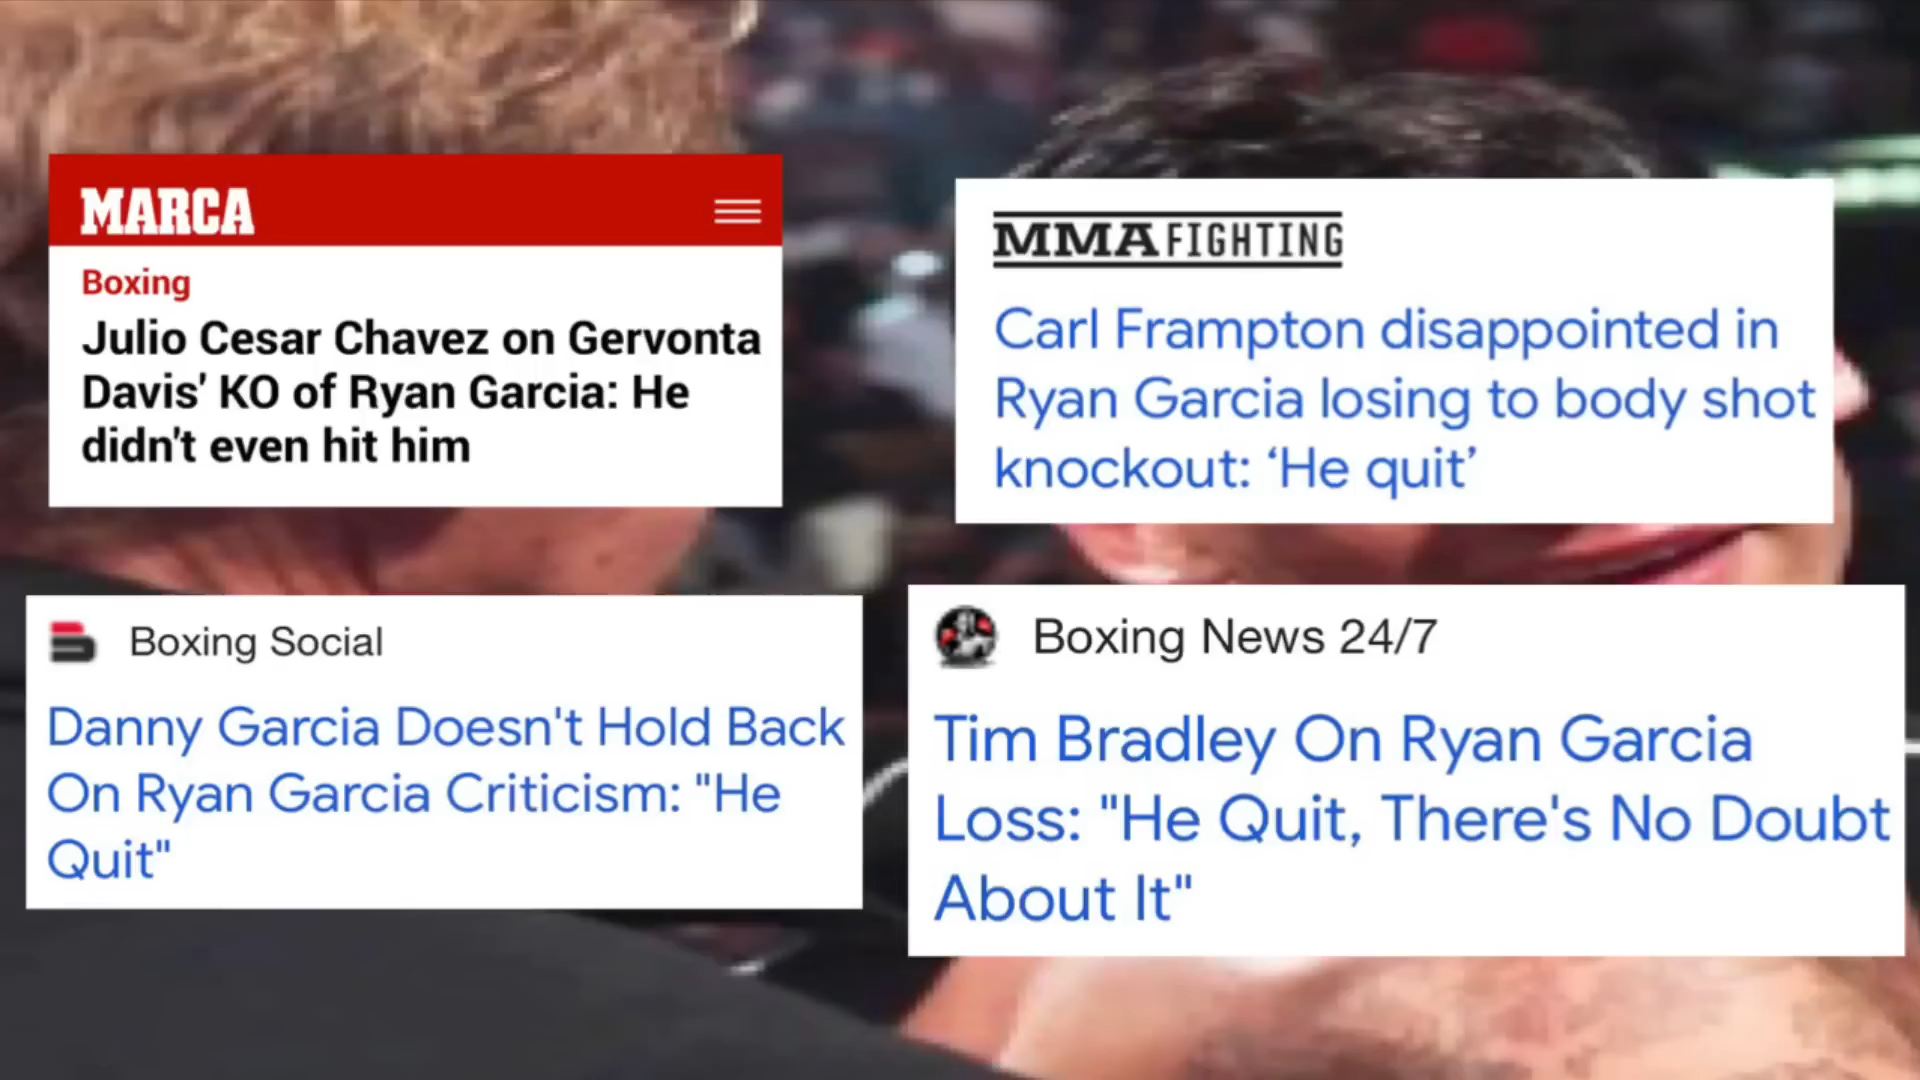 MARCA
Boxing
Julio Cesar Chavez on Gervonta
Davis' KO of Ryan Garcia: He
didn't even hit him
MMAFIGHTING
Carl Frampton disappointed in
Ryan Garcia losing to body shot
knockout: ‘He quit’
Boxing Social
Danny Garcia Doesn't Hold Back
On Ryan Garcia Criticism: "He
Quit"
Boxing News 24/7
Tim Bradley On Ryan Garcia
Loss: "He Quit, There's No Doubt
About It"